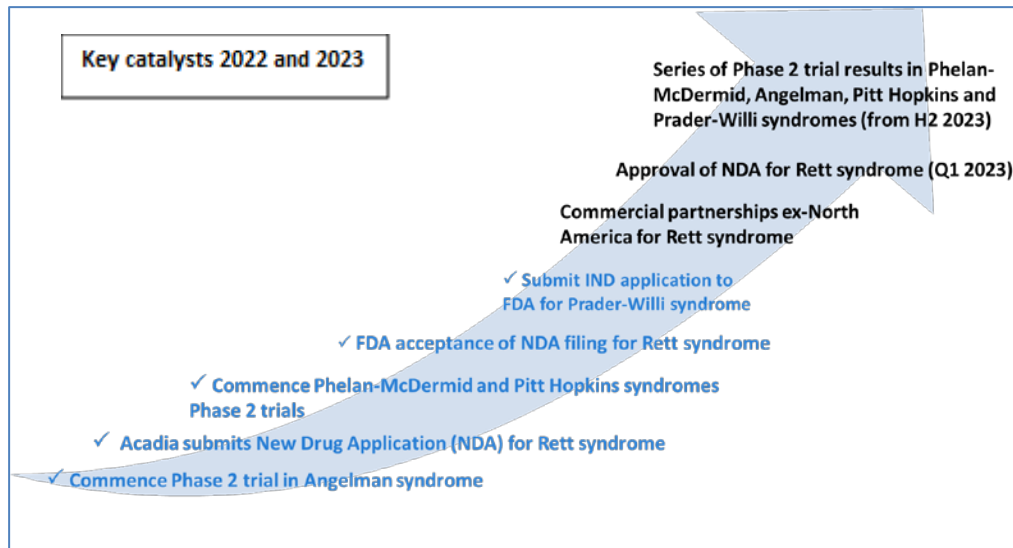 Key catalysts 2022 and 2023
Series of Phase 2 trial results in Phelan-
McDermid, Angelman, Pitt Hopkins and
Prader-Willi syndromes (from H2 2023)
Approval of NDA for Rett syndrome (Q1 2023)
Commercial partnerships ex-North
America for Rett syndrome
✓ Submit IND application to
FDA for Prader-Willi syndrome
✓ FDA acceptance of NDA filing for Rett syndrome
✓ Commence Phelan-McDermid and Pitt Hopkins syndromes
Phase 2 trials
✓ Acadia submits New Drug Application (NDA) for Rett syndrome
✓ Commence Phase 2 trial in Angelman syndrome